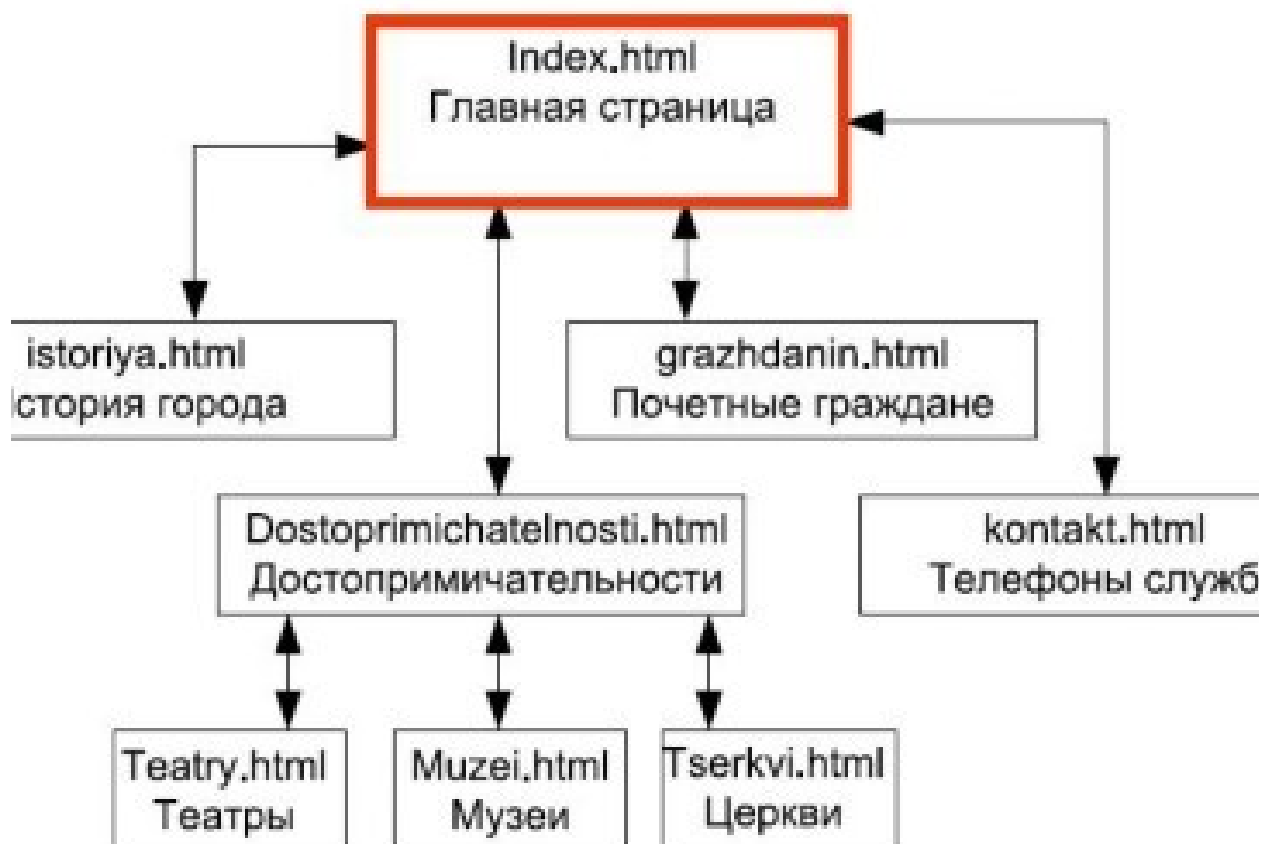 Index.html
Главная страница
istoriya.html
История города
grazhdanin.html
Почетные граждане
Dostoprimichatelnosti.html
Достопримичательности
kontakt.html
Телефоны служб
Teatry.html
Театры
Muzei.html
Музеи
Tserkvi.html
Церкви